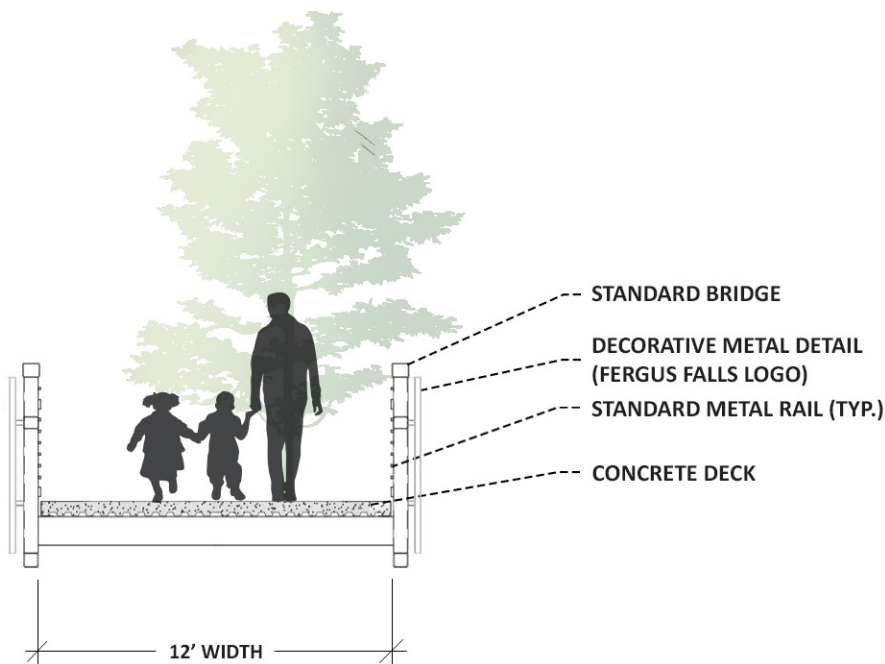 STANDARD BRIDGE
DECORATIVE METAL DETAIL
(FERGUS FALLS LOGO)
STANDARD METAL RAIL (TYP.)
CONCRETE DECK
12' WIDTH